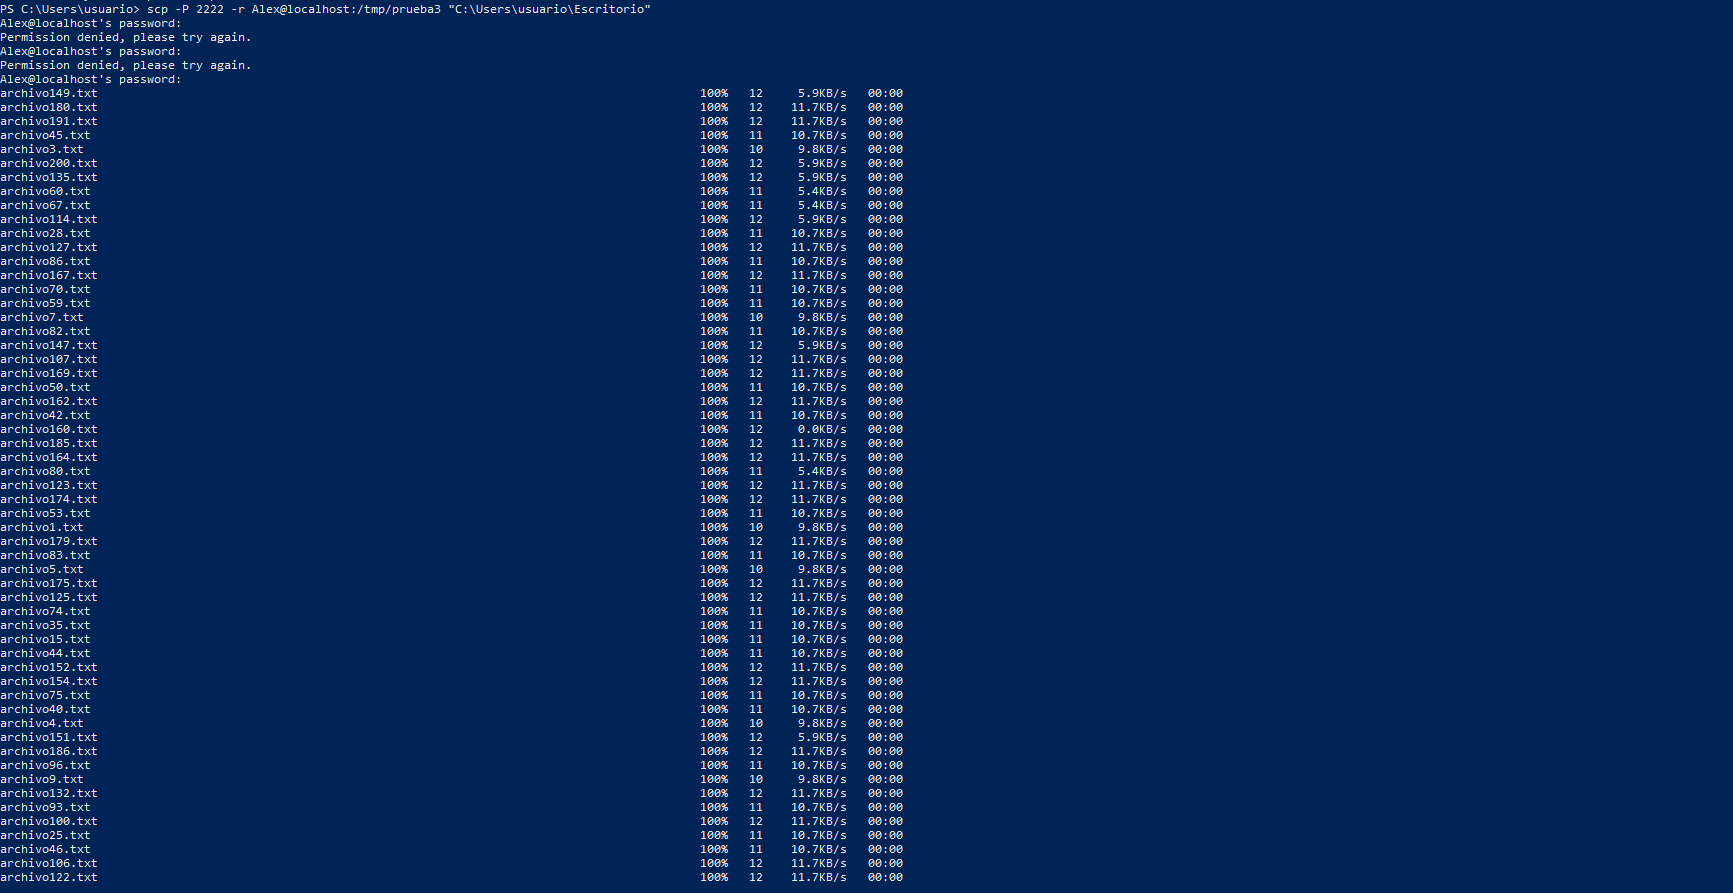 PS C:\Users\usuario> scp -P 2222 -r Alex@localhost:/tmp/prueba3 "C:\Users\usuario\Escritorio"
Alex@localhost's password:
Permission denied, please try again.
Alex@localhost's password:
Permission denied, please try again.
Alex@localhost's password:
archivo149.txt 100% 12 5.9KB/s 00:00
archivo180.txt 100% 12 11.7KB/s 00:00
archivo191.txt 100% 12 11.7KB/s 00:00
archivo45.txt 100% 11 10.7KB/s 00:00
archivo3.txt 100% 10 9.8KB/s 00:00
archivo200.txt 100% 12 5.9KB/s 00:00
archivo135.txt 100% 12 5.9KB/s 00:00
archivo60.txt 100% 11 5.4KB/s 00:00
archivo67.txt 100% 11 5.4KB/s 00:00
archivo114.txt 100% 12 5.9KB/s 00:00
archivo28.txt 100% 11 10.7KB/s 00:00
archivo127.txt 100% 12 11.7KB/s 00:00
archivo86.txt 100% 11 10.7KB/s 00:00
archivo167.txt 100% 12 11.7KB/s 00:00
archivo70.txt 100% 11 10.7KB/s 00:00
archivo59.txt 100% 11 10.7KB/s 00:00
archivo7.txt 100% 10 9.8KB/s 00:00
archivo82.txt 100% 11 10.7KB/s 00:00
archivo147.txt 100% 12 5.9KB/s 00:00
archivo107.txt 100% 12 11.7KB/s 00:00
archivo169.txt 100% 12 11.7KB/s 00:00
archivo50.txt 100% 11 10.7KB/s 00:00
archivo162.txt 100% 12 11.7KB/s 00:00
archivo42.txt 100% 11 10.7KB/s 00:00
archivo160.txt 100% 12 0.0KB/s 00:00
archivo185.txt 100% 12 11.7KB/s 00:00
archivo164.txt 100% 12 11.7KB/s 00:00
archivo80.txt 100% 11 5.4KB/s 00:00
archivo123.txt 100% 12 11.7KB/s 00:00
archivo174.txt 100% 12 11.7KB/s 00:00
archivo53.txt 100% 11 10.7KB/s 00:00
archivo1.txt 100% 10 9.8KB/s 00:00
archivo179.txt 100% 12 11.7KB/s 00:00
archivo83.txt 100% 11 10.7KB/s 00:00
archivo5.txt 100% 10 9.8KB/s 00:00
archivo175.txt 100% 12 11.7KB/s 00:00
archivo125.txt 100% 12 11.7KB/s 00:00
archivo74.txt 100% 11 10.7KB/s 00:00
archivo35.txt 100% 11 10.7KB/s 00:00
archivo15.txt 100% 11 10.7KB/s 00:00
archivo44.txt 100% 11 10.7KB/s 00:00
archivo152.txt 100% 12 11.7KB/s 00:00
archivo154.txt 100% 12 11.7KB/s 00:00
archivo75.txt 100% 11 10.7KB/s 00:00
archivo40.txt 100% 11 10.7KB/s 00:00
archivo4.txt 100% 10 9.8KB/s 00:00
archivo151.txt 100% 12 5.9KB/s 00:00
archivo186.txt 100% 12 11.7KB/s 00:00
archivo96.txt 100% 11 10.7KB/s 00:00
archivo9.txt 100% 10 9.8KB/s 00:00
archivo132.txt 100% 12 11.7KB/s 00:00
archivo93.txt 100% 11 10.7KB/s 00:00
archivo100.txt 100% 12 11.7KB/s 00:00
archivo25.txt 100% 11 10.7KB/s 00:00
archivo46.txt 100% 11 10.7KB/s 00:00
archivo106.txt 100% 12 11.7KB/s 00:00
archivo122.txt 100% 12 11.7KB/s 00:00